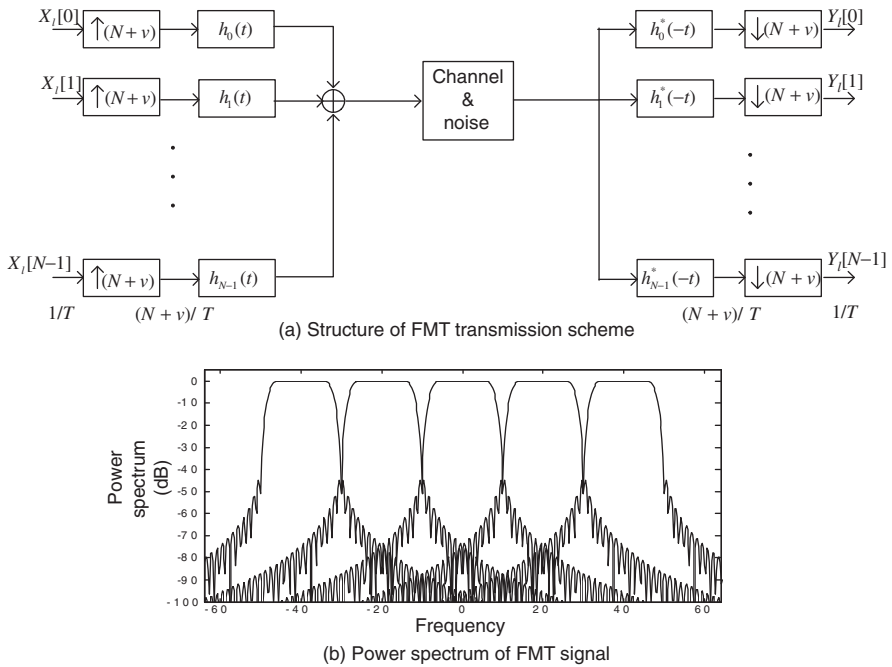 X_l[0] ↑(N+v) h_0(t) h_0^*(-t) ↓(N+v) Y_l[0]
X_l[1] ↑(N+v) h_1(t) Channel & noise h_1^*(-t) ↓(N+v) Y_l[1]
X_l[N-1] ↑(N+v) h_{N-1}(t) h_{N-1}^*(-t) ↓(N+v) Y_l[N-1]
1/T (N+v)/T (N+v)/T 1/T
(a) Structure of FMT transmission scheme
Power spectrum (dB)
0
-10
-20
-30
-40
-50
-60
-70
-80
-90
-100
-60 -40 -20 0 20 40 60
Frequency
(b) Power spectrum of FMT signal